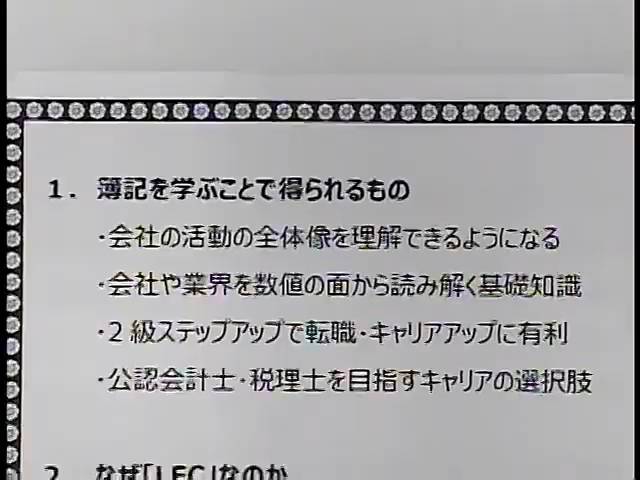 1. 簿記を学ぶことで得られるもの
・会社の活動の全体像を理解できるようになる
・会社や業界を数値の面から読み解く基礎知識
・2級ステップアップで転職・キャリアアップに有利
・公認会計士・税理士を目指すキャリアの選択肢
2. なぜ「LEC」なのか